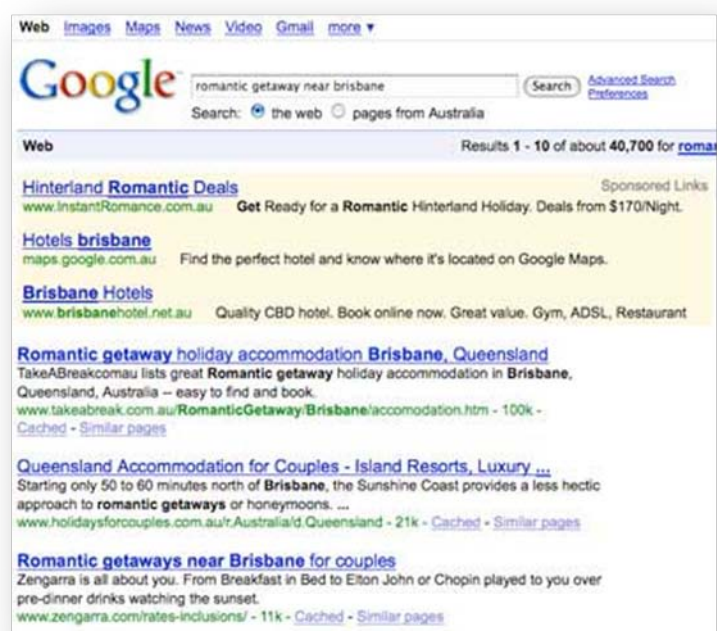 Web Images Maps News Video Gmail more ▼
Google romantic getaway near brisbane Search Advanced Search
Preferences
Search: the web pages from Australia
Web Results 1 - 10 of about 40,700 for
Hinterland Romantic Deals Sponsored Links
www.InstantRomance.com.au Get Ready for a Romantic Hinterland Holiday. Deals from $170/Night.
Hotels brisbane
maps.google.com.au Find the perfect hotel and know where it's located on Google Maps.
Brisbane Hotels
www.brisbanehotel.net.au Quality CBD hotel. Book online now. Great value. Gym, ADSL, Restaurant
Romantic getaway holiday accommodation Brisbane, Queensland
TakeABreakcomau lists great Romantic getaway holiday accommodation in Brisbane,
Queensland, Australia -- easy to find and book.
www.takeabreak.com.au/RomanticGetaway/Brisbane/accomodation.htm - 100k -
Cached - Similar pages
Queensland Accommodation for Couples - Island Resorts, Luxury ...
Starting only 50 to 60 minutes north of Brisbane, the Sunshine Coast provides a less hectic
approach to romantic getaways or honeymoons. ...
www.holidaysforcouples.com.au/r.Australia/d.Queensland - 21k - Cached - Similar pages
Romantic getaways near Brisbane for couples
Zengarra is all about you. From Breakfast in Bed to Elton John or Chopin played to you over
pre-dinner drinks watching the sunset.
www.zengarra.com/rates-inclusions/ - 11k - Cached - Similar pages